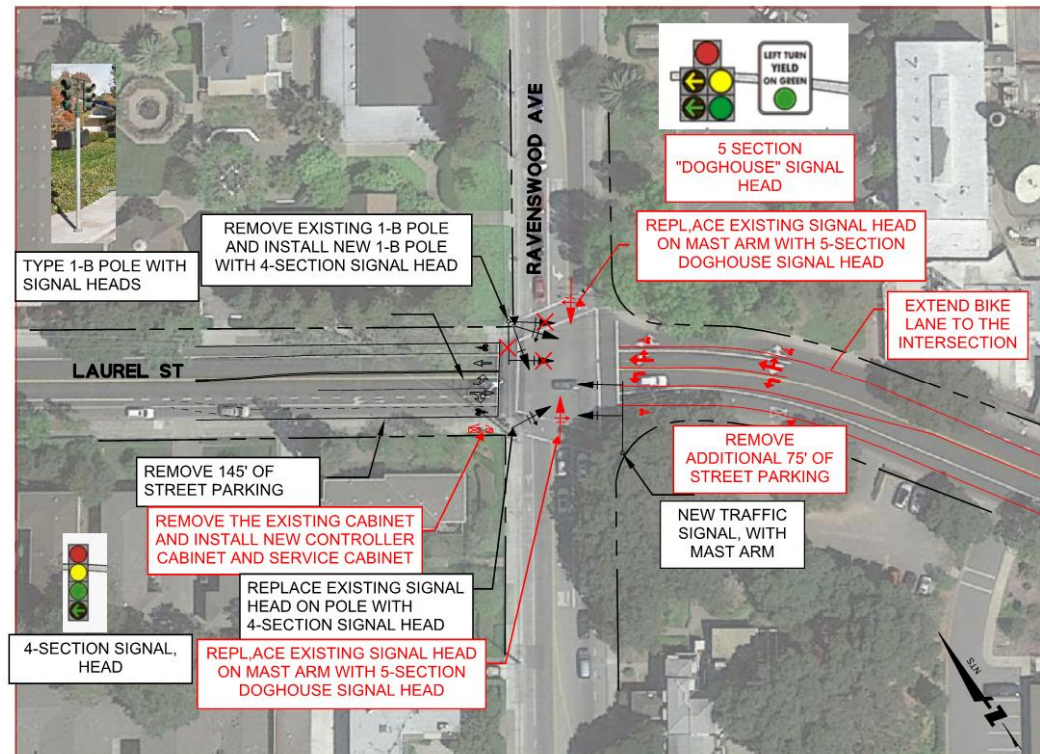 RAVENSWOOD AVE
LEFT TURN
YIELD
ON GREEN
5 SECTION
"DOGHOUSE" SIGNAL
HEAD
REMOVE EXISTING 1-B POLE
AND INSTALL NEW 1-B POLE
WITH 4-SECTION SIGNAL HEAD
REPL,ACE EXISTING SIGNAL HEAD
ON MAST ARM WITH 5-SECTION
DOGHOUSE SIGNAL HEAD
TYPE 1-B POLE WITH
SIGNAL HEADS
EXTEND BIKE
LANE TO THE
INTERSECTION
LAUREL ST
REMOVE 145' OF
STREET PARKING
REMOVE
ADDITIONAL 75' OF
STREET PARKING
REMOVE THE EXISTING CABINET
AND INSTALL NEW CONTROLLER
CABINET AND SERVICE CABINET
NEW TRAFFIC
SIGNAL, WITH
MAST ARM
REPLACE EXISTING SIGNAL
HEAD ON POLE WITH
4-SECTION SIGNAL HEAD
4-SECTION SIGNAL,
HEAD
REPL,ACE EXISTING SIGNAL HEAD
ON MAST ARM WITH 5-SECTION
DOGHOUSE SIGNAL HEAD
NTS
Z